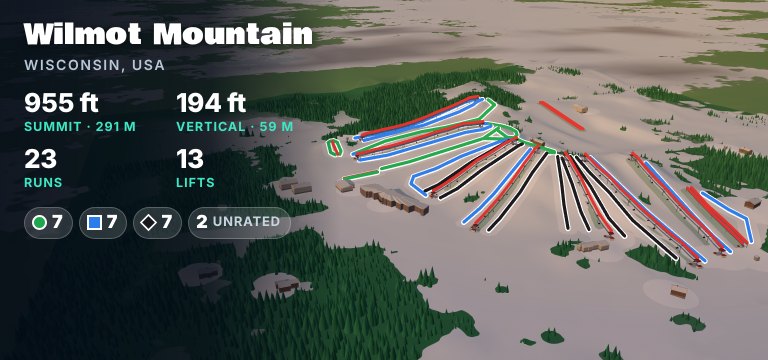 Wilmot Mountain
WISCONSIN, USA
955 ft 194 ft
SUMMIT · 291 M VERTICAL · 59 M
23 13
RUNS LIFTS
7 7 7 2 UNRATED